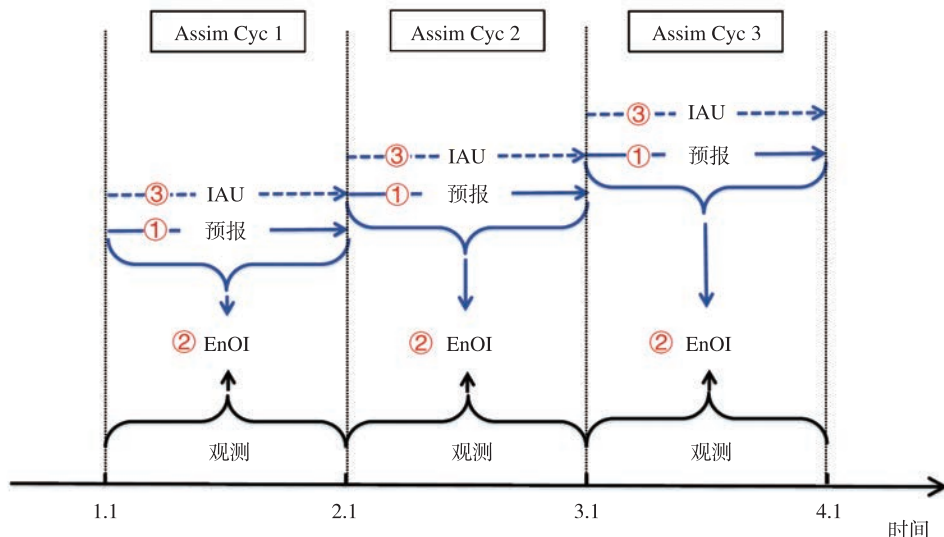 Assim Cyc 1
Assim Cyc 2
Assim Cyc 3
③ IAU
① 预报
③ IAU
① 预报
③ IAU
① 预报
② EnOI
② EnOI
② EnOI
观测
观测
观测
1.1
2.1
3.1
4.1
时间